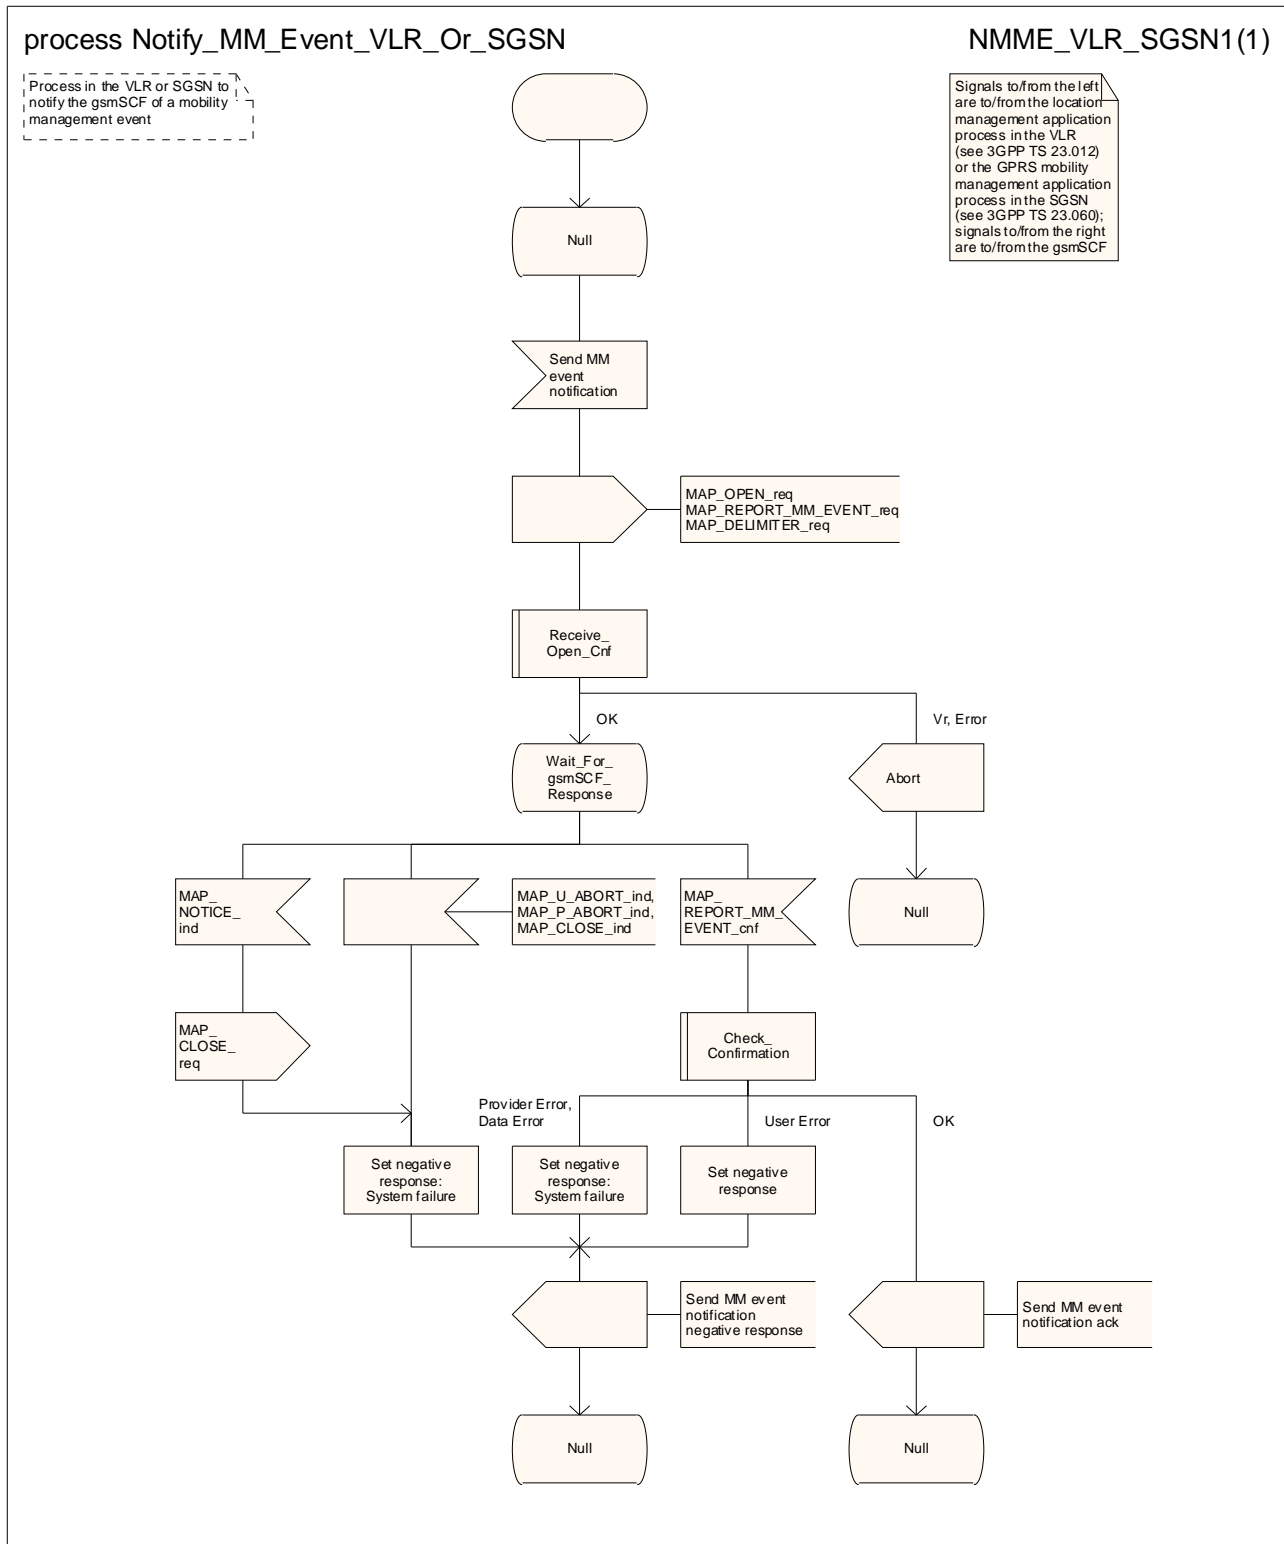 process Notify_MM_Event_VLR_Or_SGSN
NMME_VLR_SGSN1(1)
Process in the VLR or SGSN to
notify the gsmSCF of a mobility
management event
Signals to/from the left
are to/from the location
management application
process in the VLR
(see 3GPP TS 23.012)
or the GPRS mobility
management application
process in the SGSN
(see 3GPP TS 23.060);
signals to/from the right
are to/from the gsmSCF
Null
Send MM
event
notification
MAP_OPEN_req
MAP_REPORT_MM_EVENT_req
MAP_DELIMITER_req
Receive_
Open_Cnf
OK
Vr, Error
Wait_For_
gsmSCF_
Response
Abort
MAP_
NOTICE_
ind
MAP_U_ABORT_ind,
MAP_P_ABORT_ind,
MAP_CLOSE_ind
MAP_
REPORT_MM_
EVENT_cnf
Null
MAP_
CLOSE_
req
Check_
Confirmation
Provider Error,
Data Error
User Error
OK
Set negative
response:
System failure
Set negative
response:
System failure
Set negative
response
Send MM event
notification
negative response
Send MM event
notification ack
Null
Null